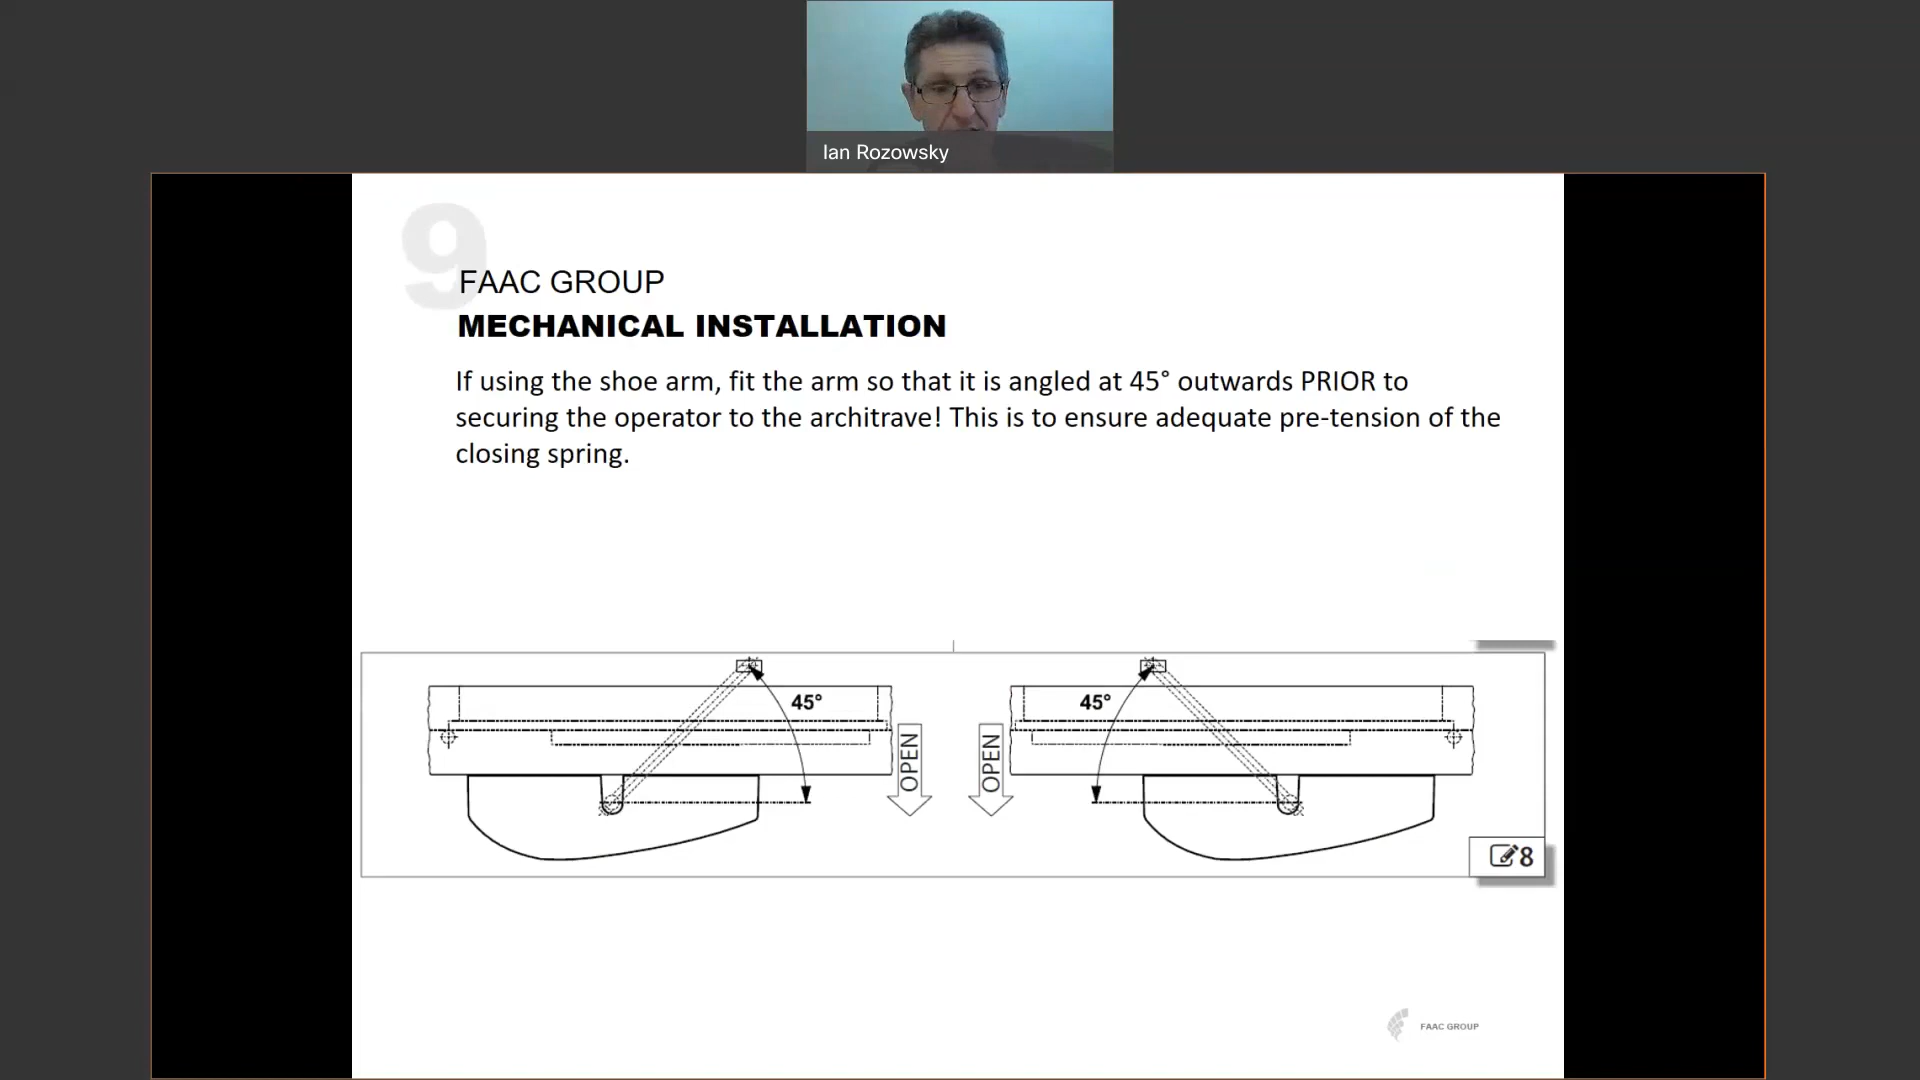 Ian Rozowsky
9
FAAC GROUP
MECHANICAL INSTALLATION
If using the shoe arm, fit the arm so that it is angled at 45° outwards PRIOR to
securing the operator to the architrave! This is to ensure adequate pre-tension of the
closing spring.
45°
OPEN
45°
OPEN
8
FAAC GROUP